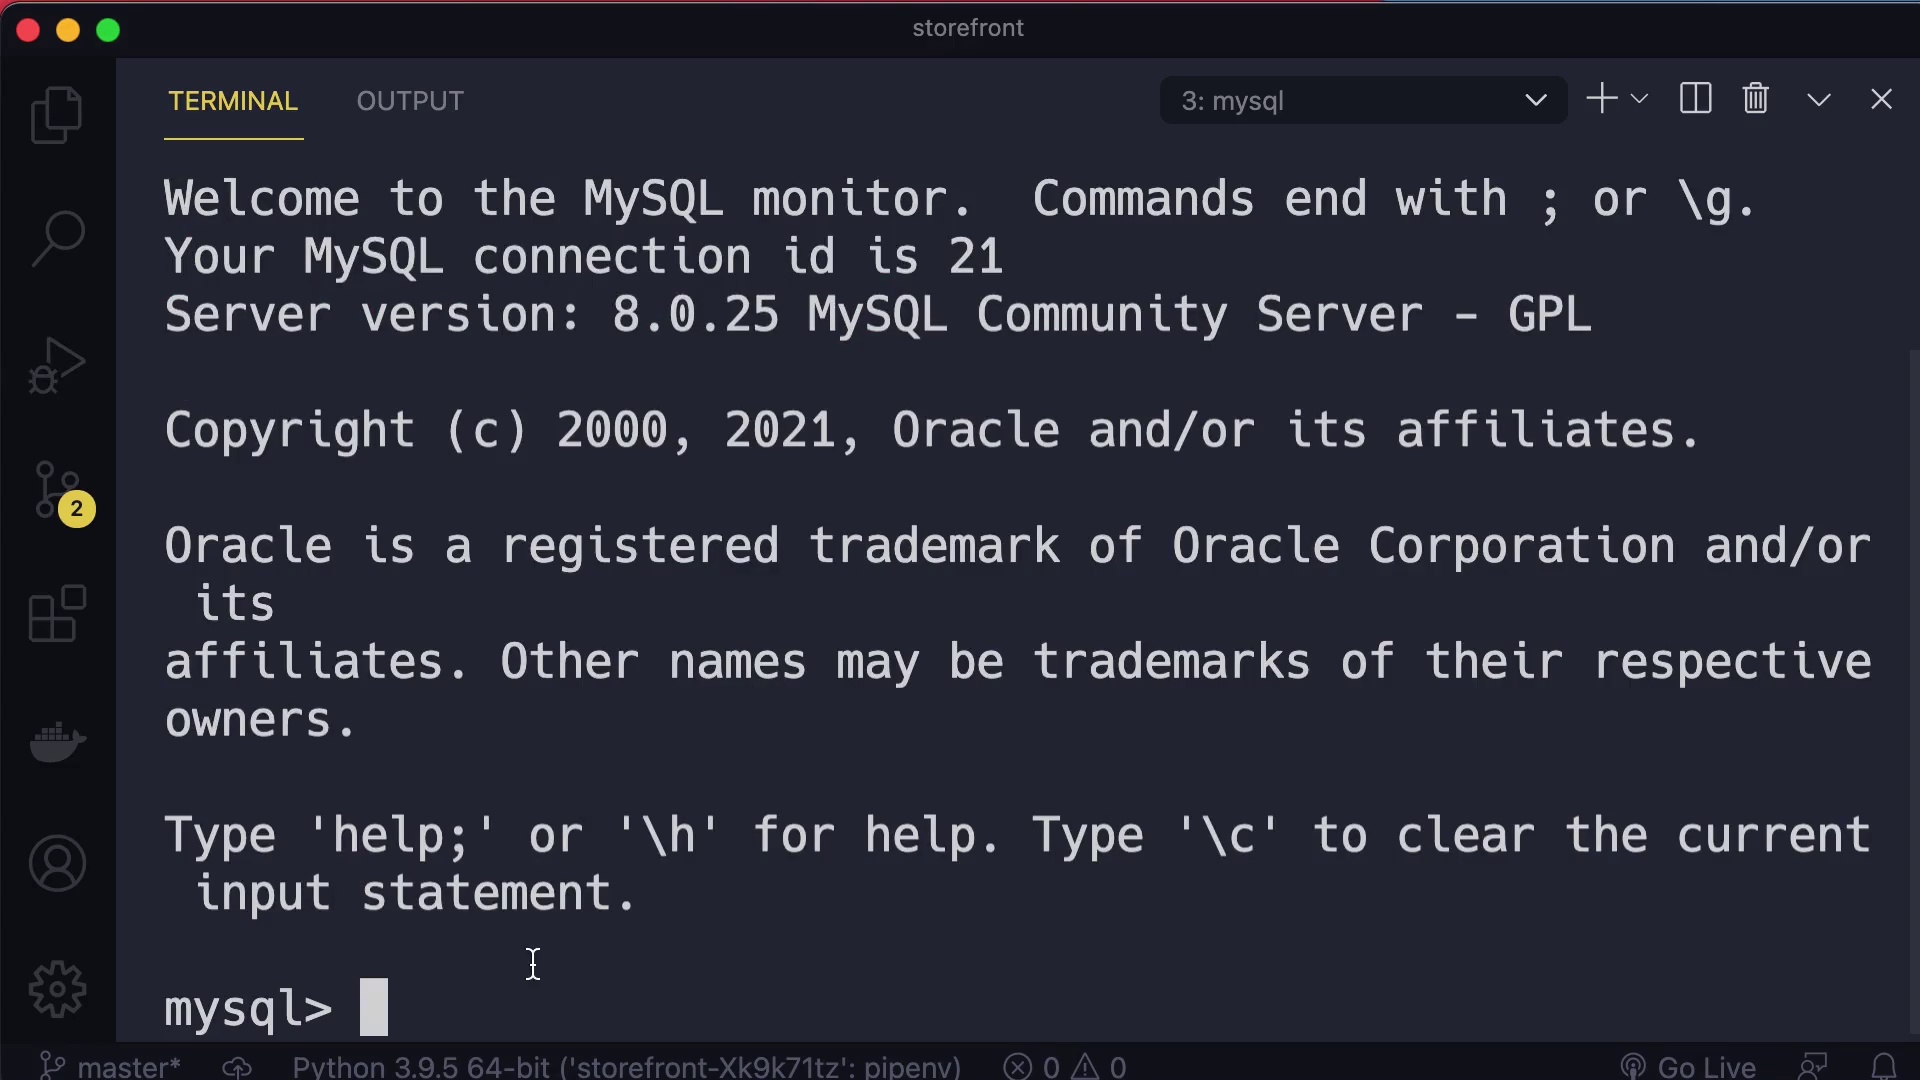 storefront
TERMINAL OUTPUT 3: mysql
Welcome to the MySQL monitor.  Commands end with ; or \g.
Your MySQL connection id is 21
Server version: 8.0.25 MySQL Community Server - GPL
Copyright (c) 2000, 2021, Oracle and/or its affiliates.
Oracle is a registered trademark of Oracle Corporation and/or
its
affiliates. Other names may be trademarks of their respective
owners.
Type 'help;' or '\h' for help. Type '\c' to clear the current
input statement.
mysql>
2
master* Python 3.9.5 64-bit ('storefront-Xk9k71tz': pipenv) 0 0 Go Live